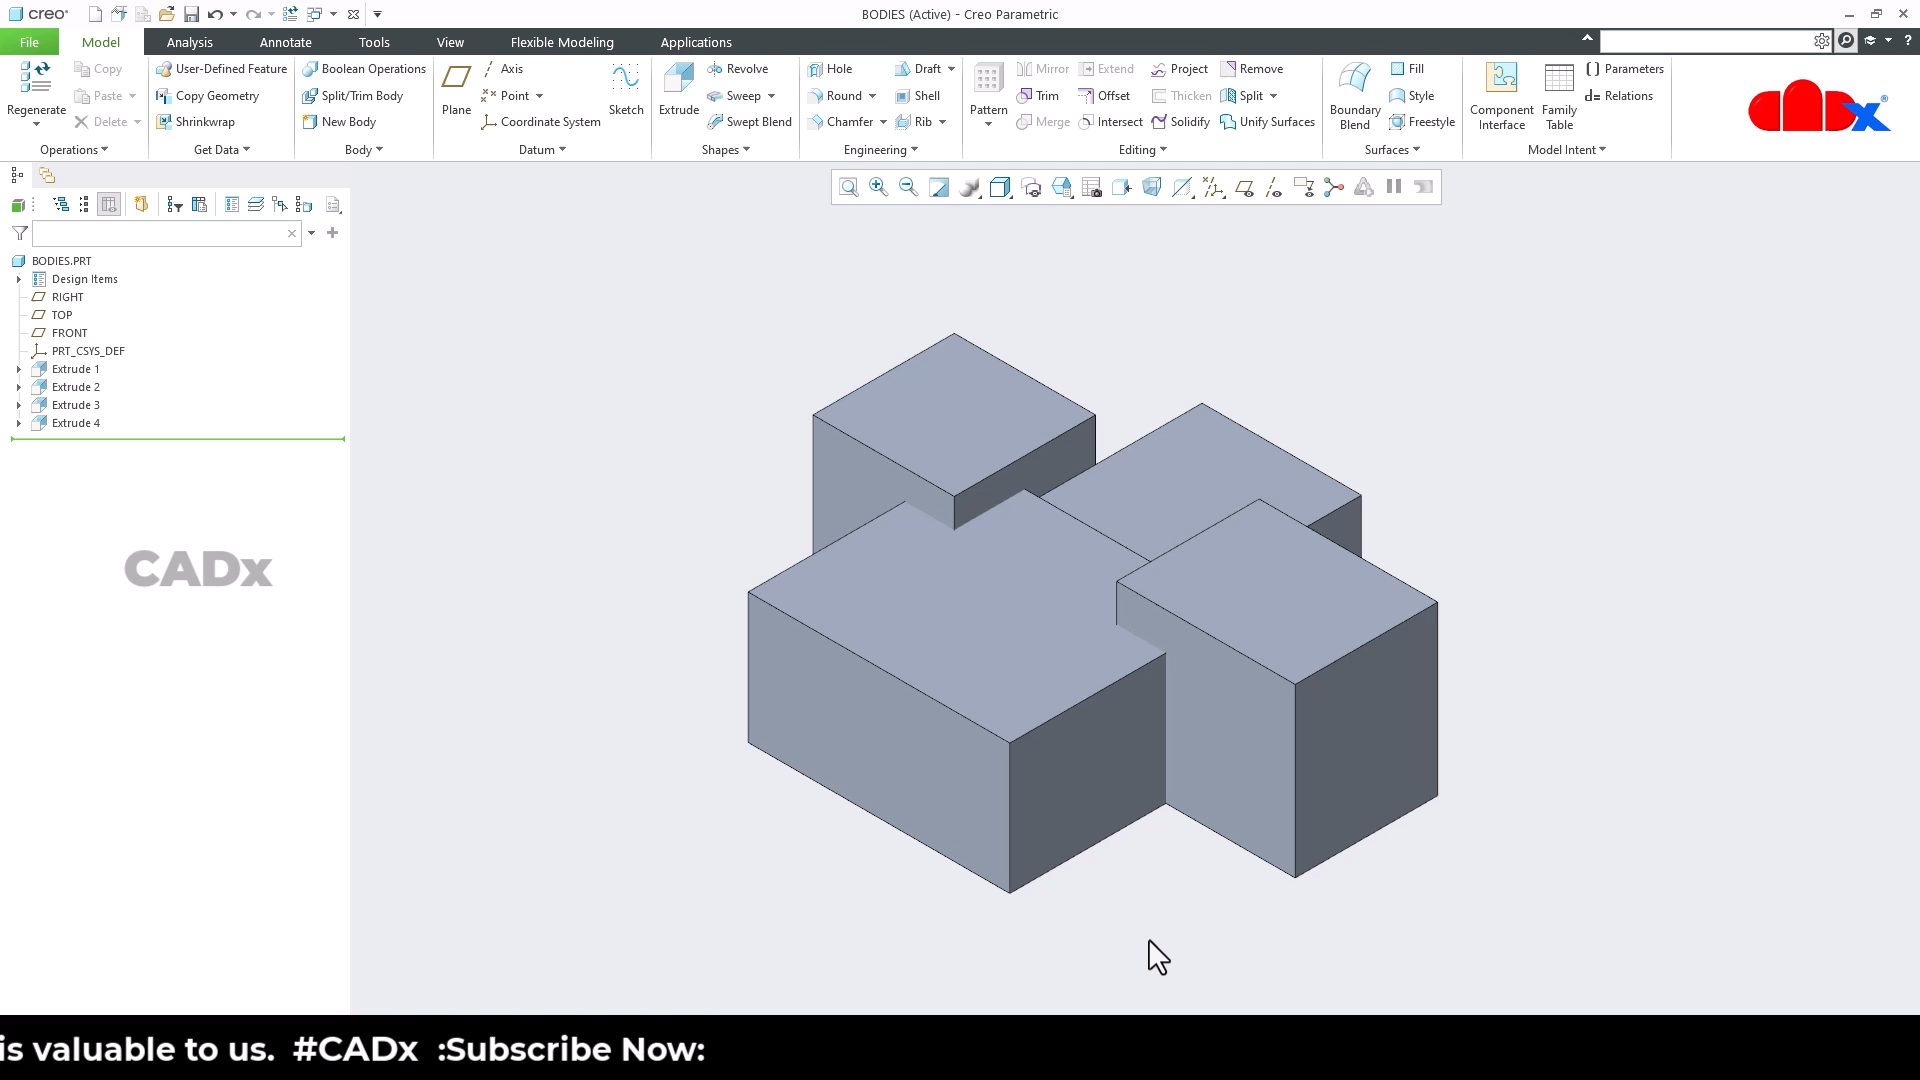 creo°
BODIES (Active) - Creo Parametric
File
Model
Analysis
Annotate
Tools
View
Flexible Modeling
Applications
?
Regenerate
Copy
Paste
Delete
Operations
User-Defined Feature
Copy Geometry
Shrinkwrap
Get Data
Boolean Operations
Split/Trim Body
New Body
Body
Plane
Axis
Point
Coordinate System
Sketch
Datum
Extrude
Revolve
Sweep
Swept Blend
Shapes
Hole
Round
Chamfer
Draft
Shell
Rib
Engineering
Pattern
Mirror
Trim
Merge
Extend
Offset
Intersect
Project
Thicken
Solidify
Remove
Split
Unify Surfaces
Editing
Boundary
Blend
Fill
Style
Freestyle
Surfaces
Component
Interface
Family
Table
Parameters
Relations
Model Intent
CADx®
BODIES.PRT
Design Items
RIGHT
TOP
FRONT
PRT_CSYS_DEF
Extrude 1
Extrude 2
Extrude 3
Extrude 4
CADx
is valuable to us. #CADx :Subscribe Now: